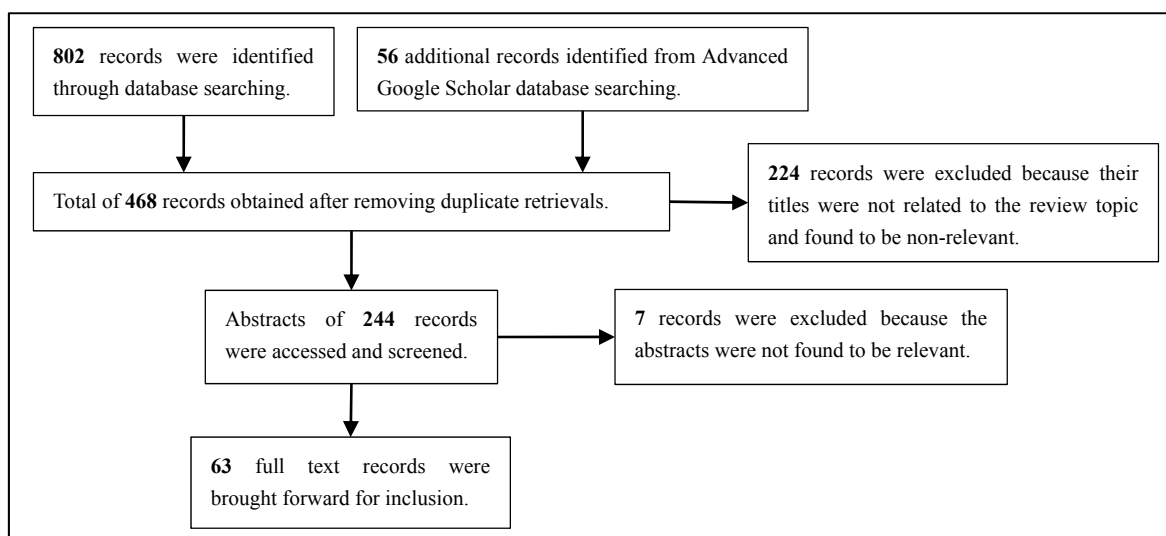 802 records were identified
through database searching.
56 additional records identified from Advanced
Google Scholar database searching.
Total of 468 records obtained after removing duplicate retrievals.
224 records were excluded because their
titles were not related to the review topic
and found to be non-relevant.
Abstracts of 244 records
were accessed and screened.
7 records were excluded because the
abstracts were not found to be relevant.
63 full text records were
brought forward for inclusion.